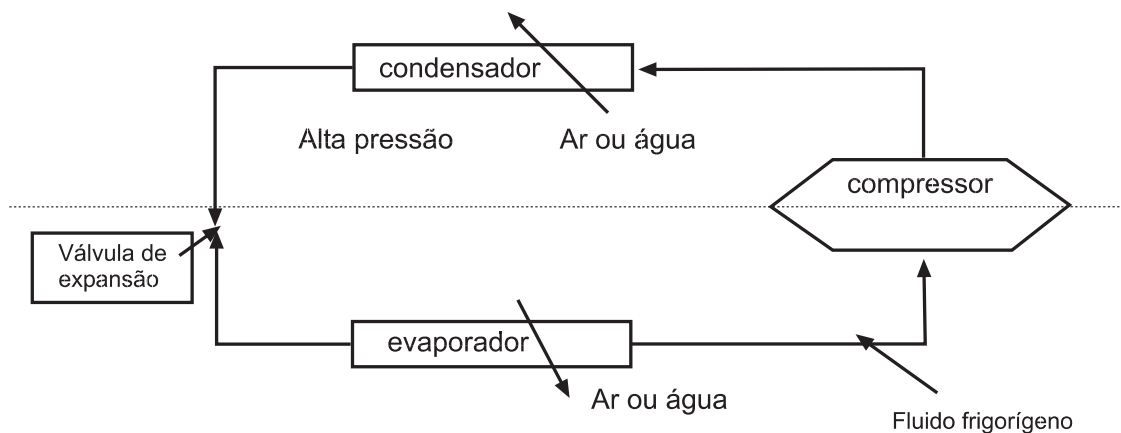 condensador
Alta pressão
Ar ou água
compressor
Válvula de
expansão
evaporador
Ar ou água
Fluido frigorígeno